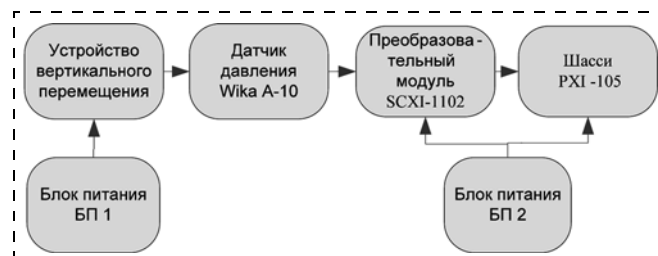 Устройство
вертикального
перемещения
Датчик
давления
Wika A-10
Преобразова -
тельный
модуль
SCXI-1102
Шасси
PXI -105
Блок питания
БП 1
Блок питания
БП 2